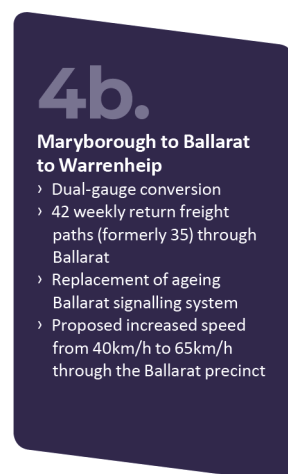 4b.
Maryborough to Ballarat
to Warrenheip
› Dual-gauge conversion
› 42 weekly return freight
paths (formerly 35) through
Ballarat
› Replacement of ageing
Ballarat signalling system
› Proposed increased speed
from 40km/h to 65km/h
through the Ballarat precinct